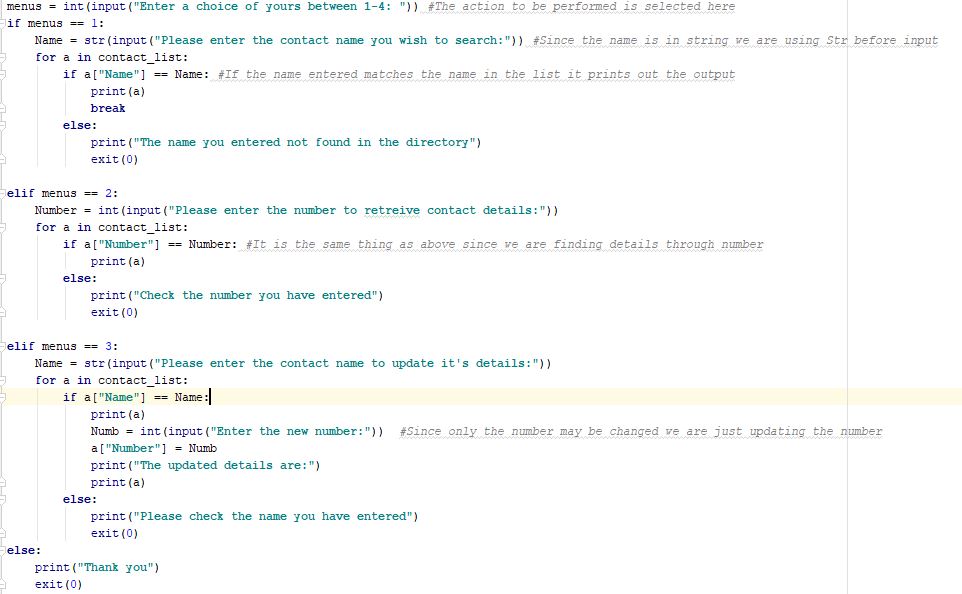 menus = int(input("Enter a choice of yours between 1-4: ")) #The action to be performed is selected here
if menus == 1:
    Name = str(input("Please enter the contact name you wish to search:")) #Since the name is in string we are using Str before input
    for a in contact_list:
        if a["Name"] == Name: #If the name entered matches the name in the list it prints out the output
            print(a)
            break
        else:
            print("The name you entered not found in the directory")
            exit(0)
elif menus == 2:
    Number = int(input("Please enter the number to retreive contact details:"))
    for a in contact_list:
        if a["Number"] == Number: #It is the same thing as above since we are finding details through number
            print(a)
        else:
            print("Check the number you have entered")
            exit(0)
elif menus == 3:
    Name = str(input("Please enter the contact name to update it's details:"))
    for a in contact_list:
        if a["Name"] == Name:
            print(a)
            Numb = int(input("Enter the new number:"))  #Since only the number may be changed we are just updating the number
            a["Number"] = Numb
            print("The updated details are:")
            print(a)
        else:
            print("Please check the name you have entered")
            exit(0)
else:
    print("Thank you")
    exit(0)